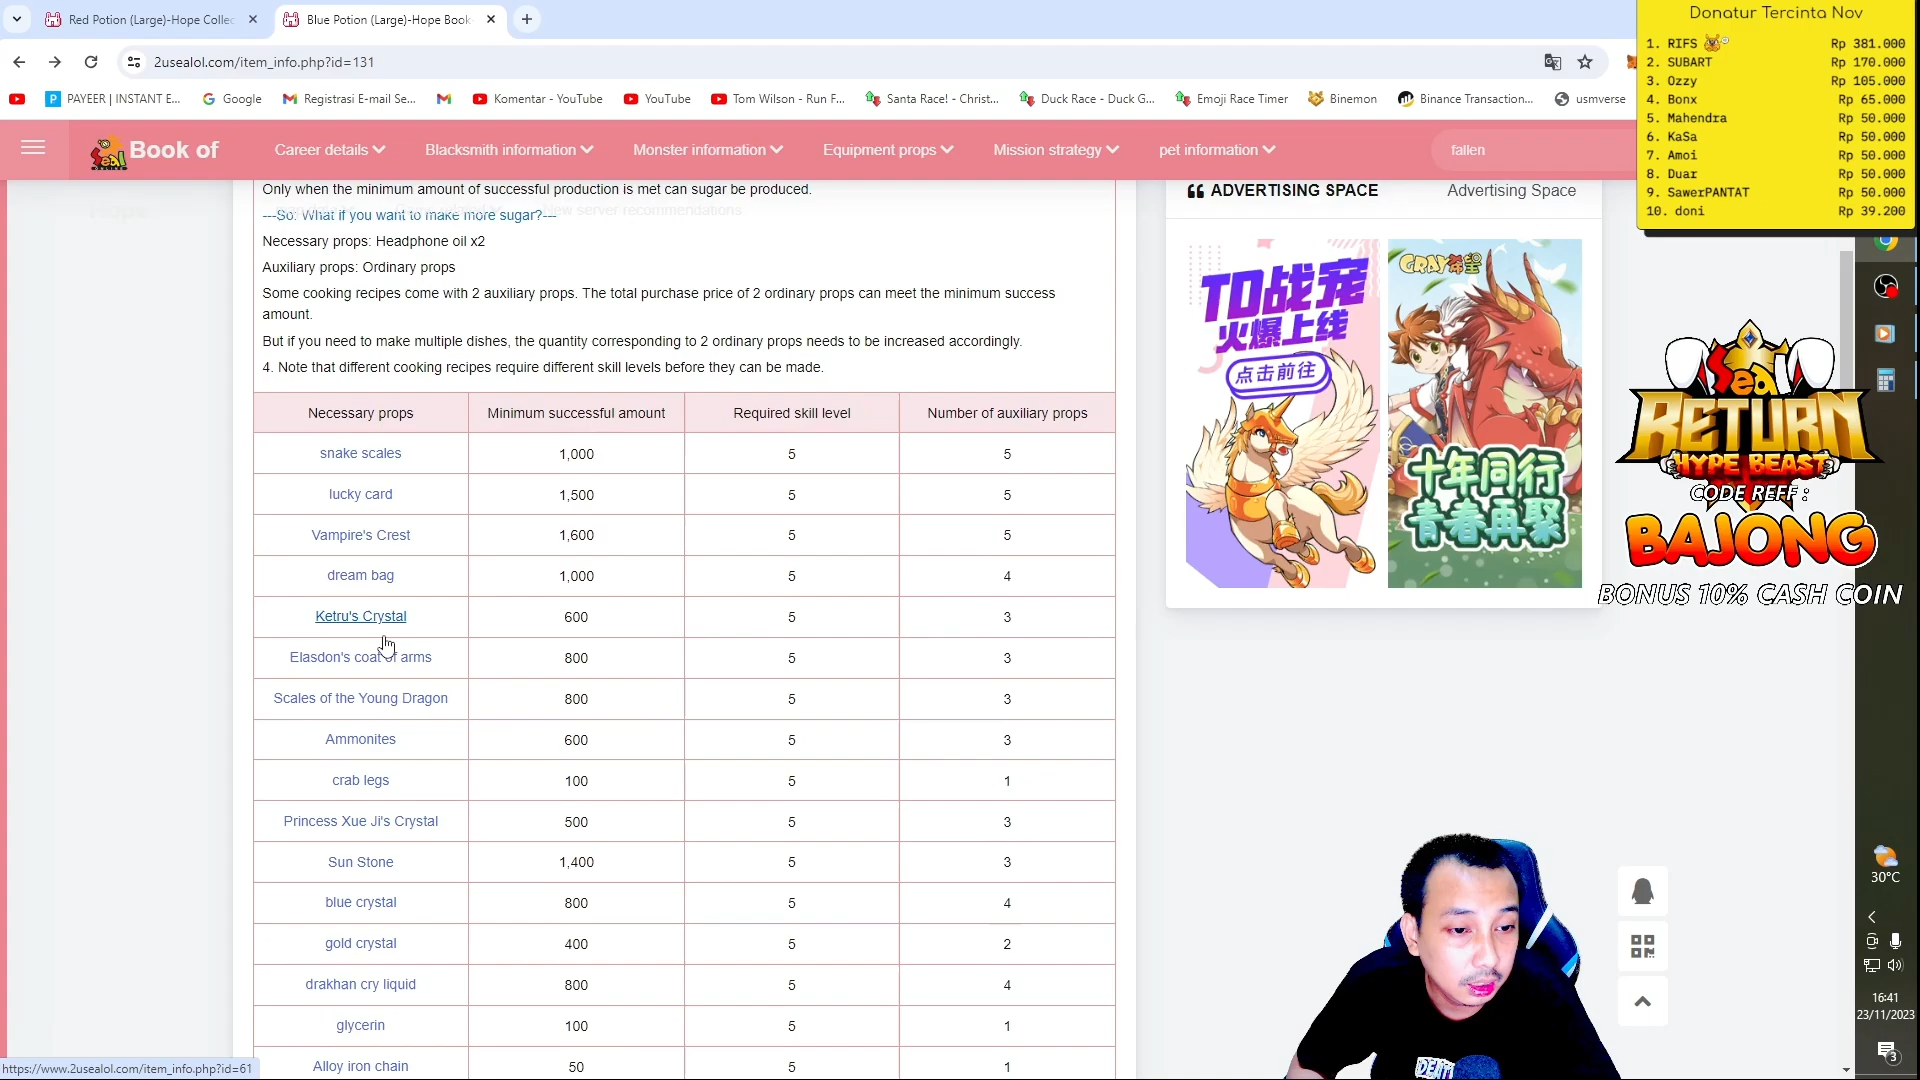 Red Potion (Large)-Hope Collec
Blue Potion (Large)-Hope Book
2usealol.com/item_info.php?id=131
PAYEER | INSTANT E...
Google
Registrasi E-mail Se...
Komentar - YouTube
YouTube
Tom Wilson - Run F...
Santa Race! - Christ...
Duck Race - Duck G...
Emoji Race Timer
Binemon
Binance Transaction...
usmverse
Donatur Tercinta Nov
1. RIFS Rp 381.000
2. SUBART Rp 170.000
3. Ozzy Rp 105.000
4. Bonx Rp 65.000
5. Mahendra Rp 50.000
6. KaSa Rp 50.000
7. Amoi Rp 50.000
8. Duar Rp 50.000
9. SawerPANTAT Rp 50.000
10. doni Rp 39.200
Seal ONLINE
Book of
Career details
Blacksmith information
Monster information
Equipment props
Mission strategy
pet information
fallen
Only when the minimum amount of successful production is met can sugar be produced.
---So: What if you want to make more sugar?---
New server recommendations
Necessary props: Headphone oil x2
Auxiliary props: Ordinary props
Some cooking recipes come with 2 auxiliary props. The total purchase price of 2 ordinary props can meet the minimum success
amount.
But if you need to make multiple dishes, the quantity corresponding to 2 ordinary props needs to be increased accordingly.
4. Note that different cooking recipes require different skill levels before they can be made.
Necessary props Minimum successful amount Required skill level Number of auxiliary props
snake scales 1,000 5 5
lucky card 1,500 5 5
Vampire's Crest 1,600 5 5
dream bag 1,000 5 4
Ketru's Crystal 600 5 3
Elasdon's coat of arms 800 5 3
Scales of the Young Dragon 800 5 3
Ammonites 600 5 3
crab legs 100 5 1
Princess Xue Ji's Crystal 500 5 3
Sun Stone 1,400 5 3
blue crystal 800 5 4
gold crystal 400 5 2
drakhan cry liquid 800 5 4
glycerin 100 5 1
Alloy iron chain 50 5 1
ADVERTISING SPACE
Advertising Space
TD战宠
火爆上线
点击前往
GRAY希望
十年同行
青春再聚
Seal
RETURN
HYPE BEAST
CODE REFF :
BAJONG
BONUS 10% CASH COIN
30°C
16:41
23/11/2023
3
https://www.2usealol.com/item_info.php?id=61